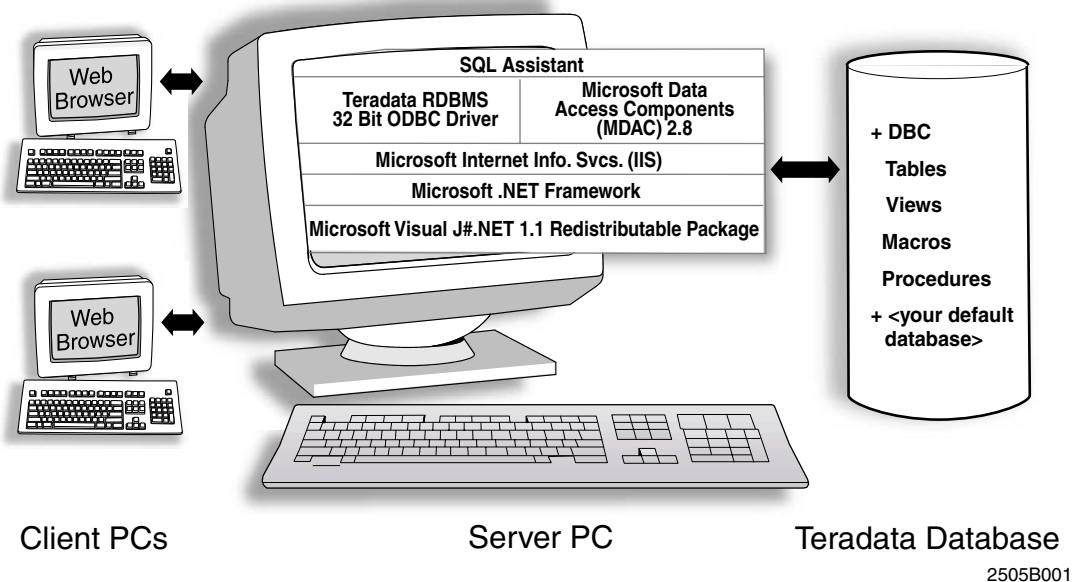 Web
Browser
SQL Assistant
Teradata RDBMS
32 Bit ODBC Driver
Microsoft Data
Access Components
(MDAC) 2.8
Microsoft Internet Info. Svcs. (IIS)
Microsoft .NET Framework
Microsoft Visual J#.NET 1.1 Redistributable Package
+ DBC
Tables
Views
Macros
Procedures
+ <your default
database>
Web
Browser
Client PCs
Server PC
Teradata Database
2505B001